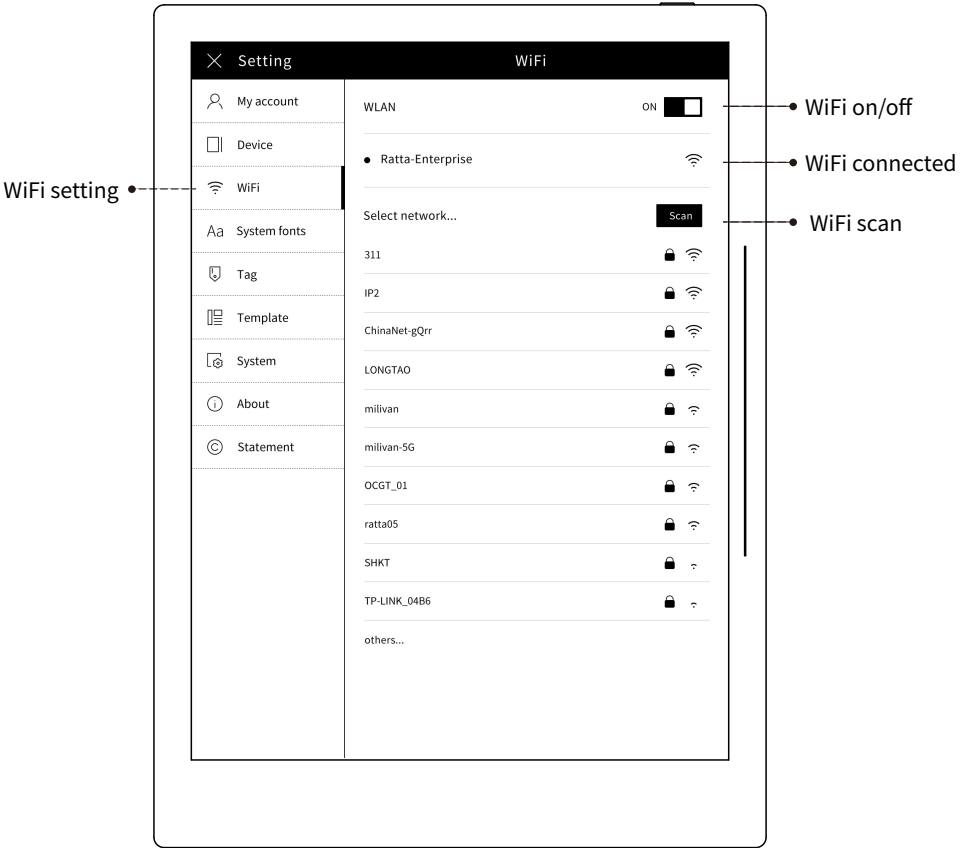 Setting
WiFi
My account
Device
WiFi
Aa System fonts
Tag
Template
System
About
Statement
WLAN
ON
Ratta-Enterprise
Select network...
Scan
311
IP2
ChinaNet-gQrr
LONGTAO
milivan
milivan-5G
OCGT_01
ratta05
SHKT
TP-LINK_04B6
others...
WiFi setting
WiFi on/off
WiFi connected
WiFi scan